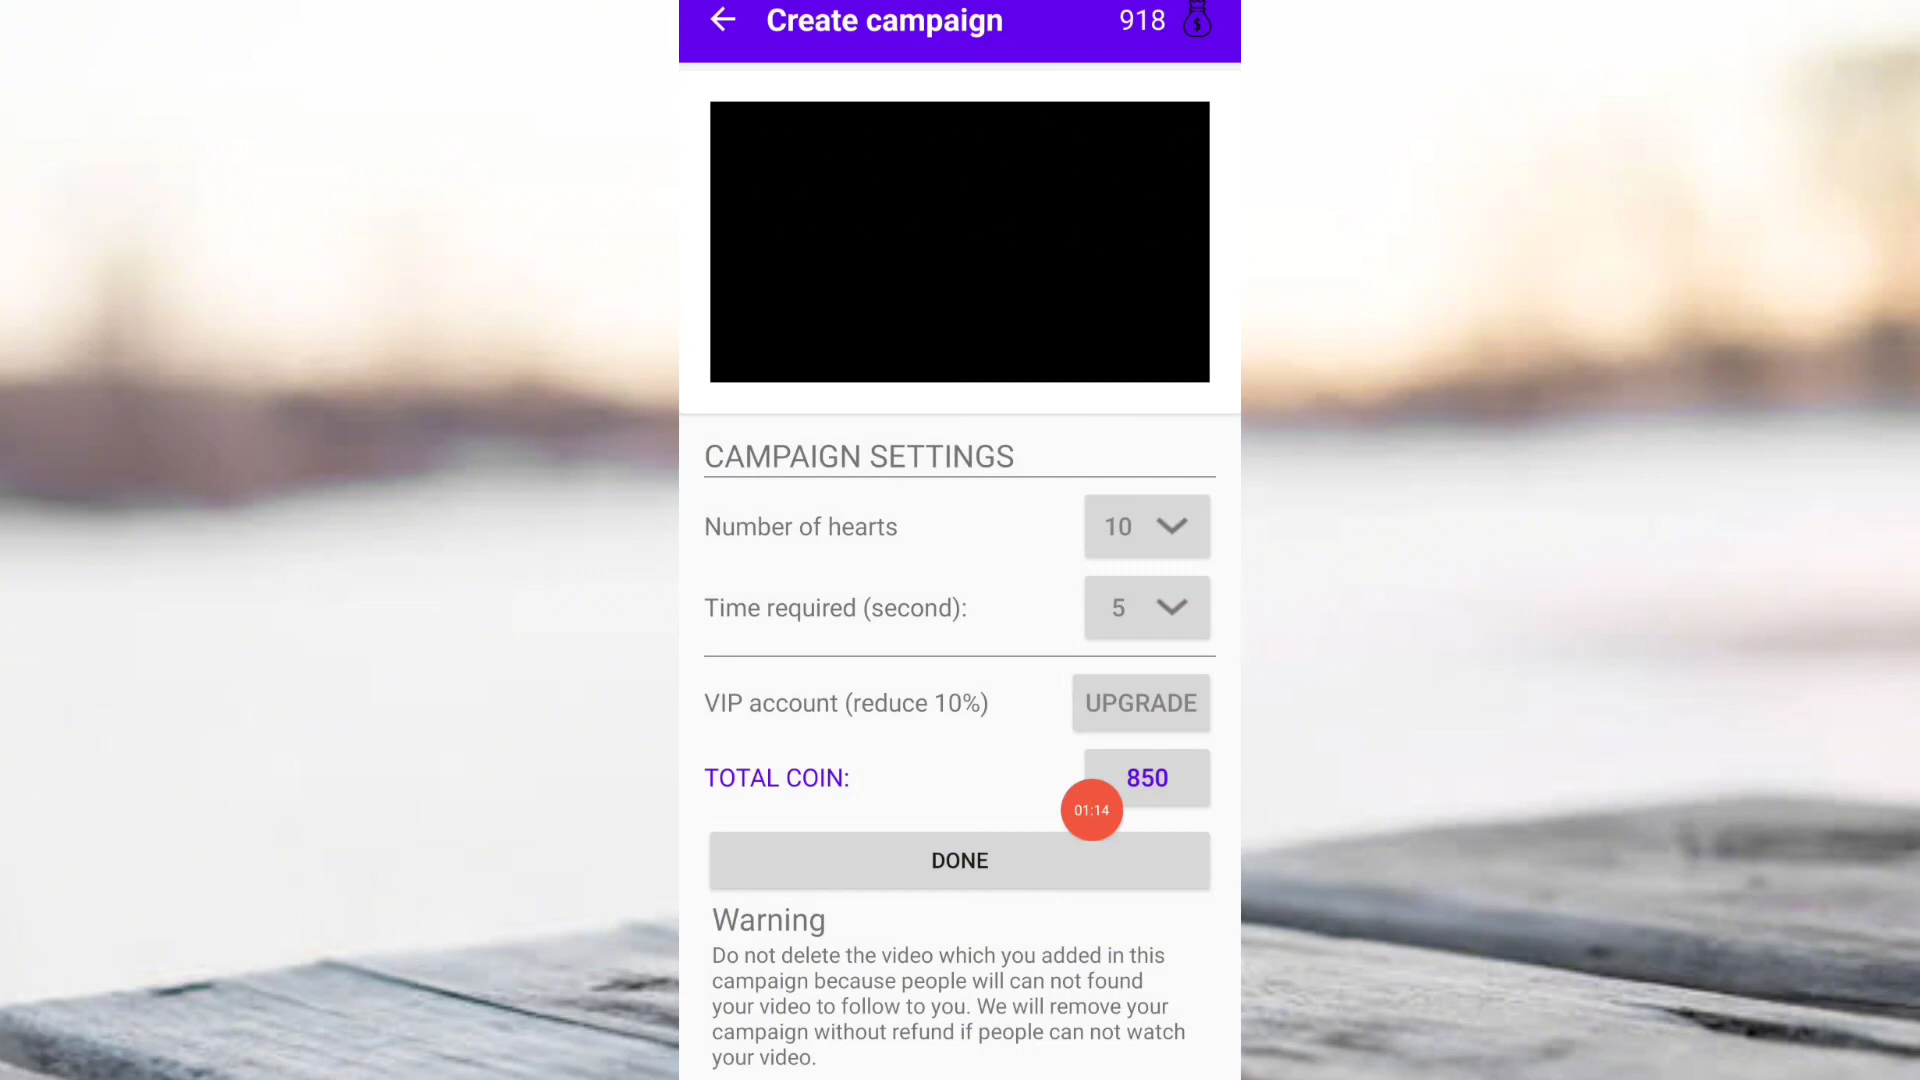 Create campaign 918
$
CAMPAIGN SETTINGS
Number of hearts 10
Time required (second): 5
VIP account (reduce 10%) UPGRADE
TOTAL COIN: 850
01:14
DONE
Warning
Do not delete the video which you added in this
campaign because people will can not found
your video to follow to you. We will remove your
campaign without refund if people can not watch
your video.